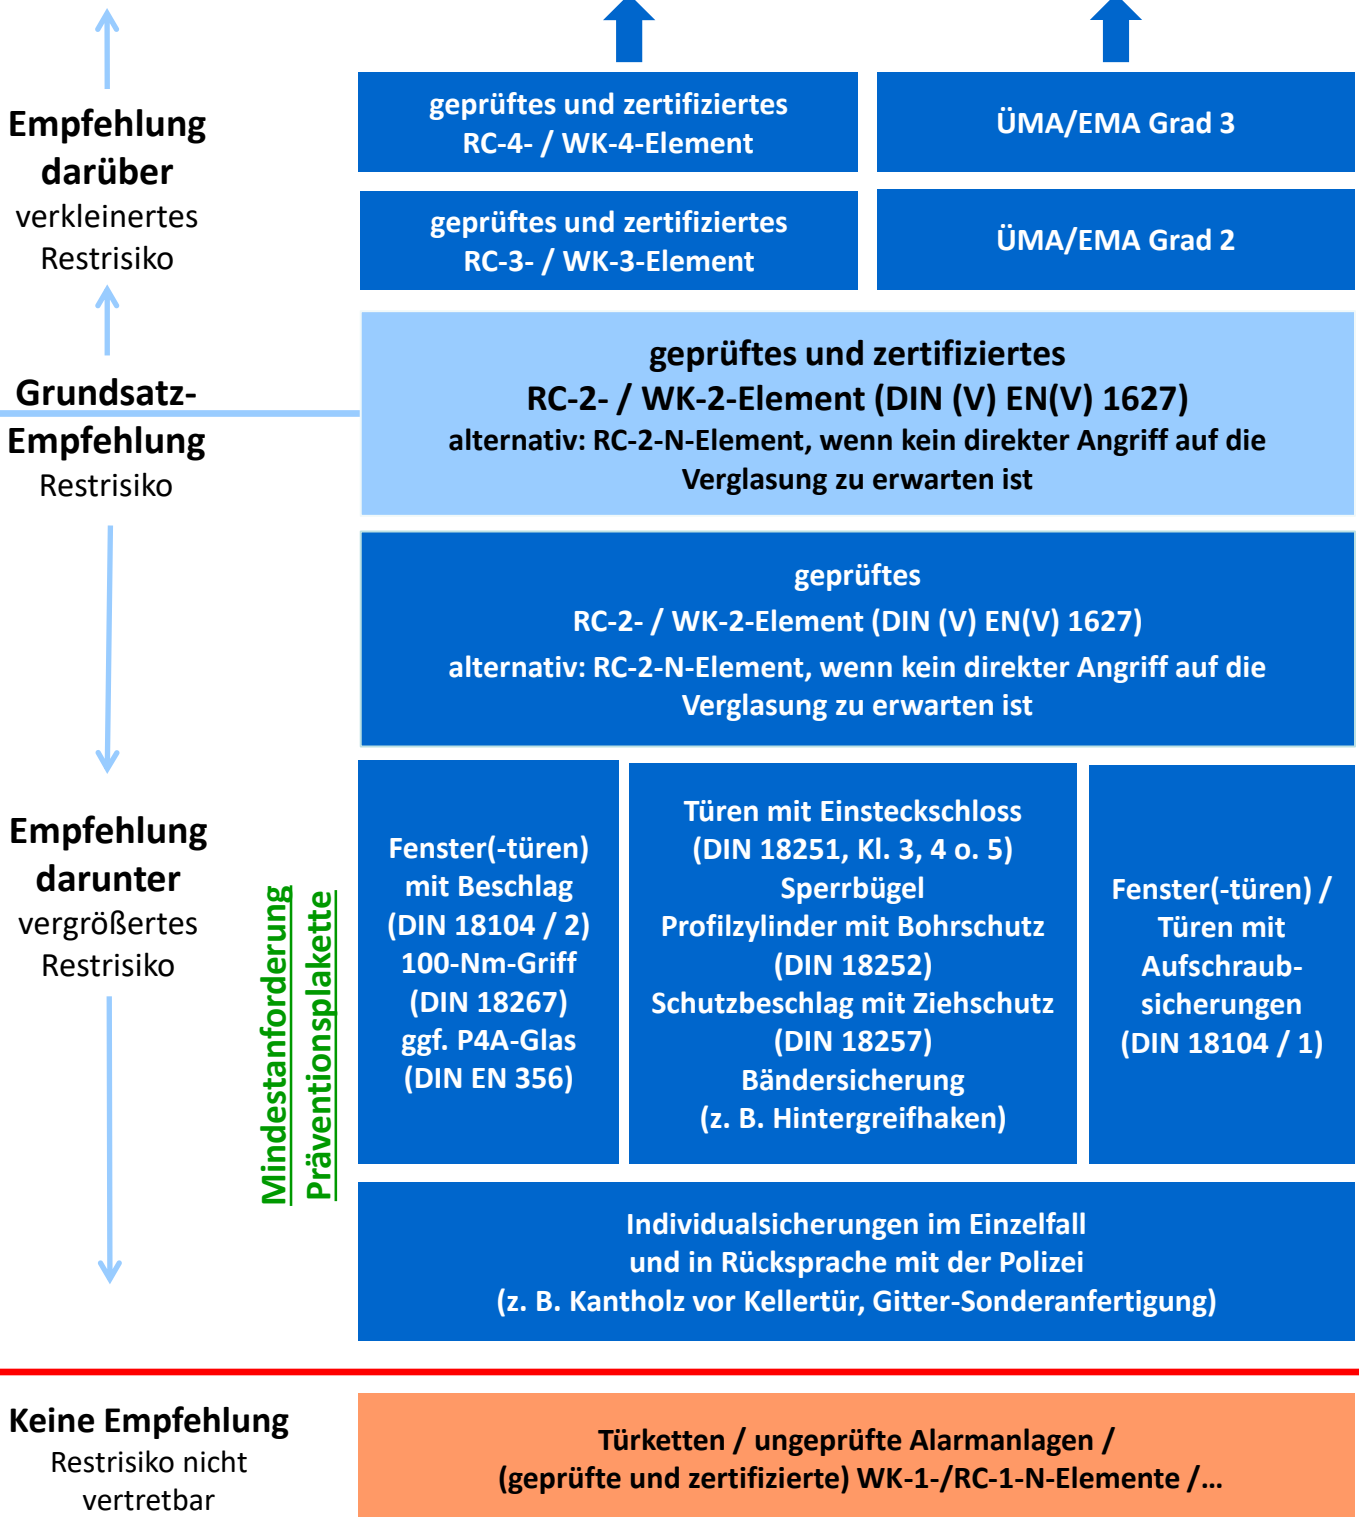 Empfehlung
darüber
verkleinertes
Restrisiko
geprüftes und zertifiziertes
RC-4- / WK-4-Element
ÜMA/EMA Grad 3
geprüftes und zertifiziertes
RC-3- / WK-3-Element
ÜMA/EMA Grad 2
Grundsatz-
Empfehlung
Restrisiko
geprüftes und zertifiziertes
RC-2- / WK-2-Element (DIN (V) EN(V) 1627)
alternativ: RC-2-N-Element, wenn kein direkter Angriff auf die
Verglasung zu erwarten ist
geprüftes
RC-2- / WK-2-Element (DIN (V) EN(V) 1627)
alternativ: RC-2-N-Element, wenn kein direkter Angriff auf die
Verglasung zu erwarten ist
Empfehlung
darunter
vergrößertes
Restrisiko
Mindestanforderung
Präventionsplakette
Fenster(-türen)
mit Beschlag
(DIN 18104 / 2)
100-Nm-Griff
(DIN 18267)
ggf. P4A-Glas
(DIN EN 356)
Türen mit Einsteckschloss
(DIN 18251, Kl. 3, 4 o. 5)
Sperrbügel
Profilzylinder mit Bohrschutz
(DIN 18252)
Schutzbeschlag mit Ziehschutz
(DIN 18257)
Bändersicherung
(z. B. Hintergreifhaken)
Fenster(-türen) /
Türen mit
Aufschraub-
sicherungen
(DIN 18104 / 1)
Individualsicherungen im Einzelfall
und in Rücksprache mit der Polizei
(z. B. Kantholz vor Kellertür, Gitter-Sonderanfertigung)
Keine Empfehlung
Restrisiko nicht
vertretbar
Türketten / ungeprüfte Alarmanlagen /
(geprüfte und zertifizierte) WK-1-/RC-1-N-Elemente /...